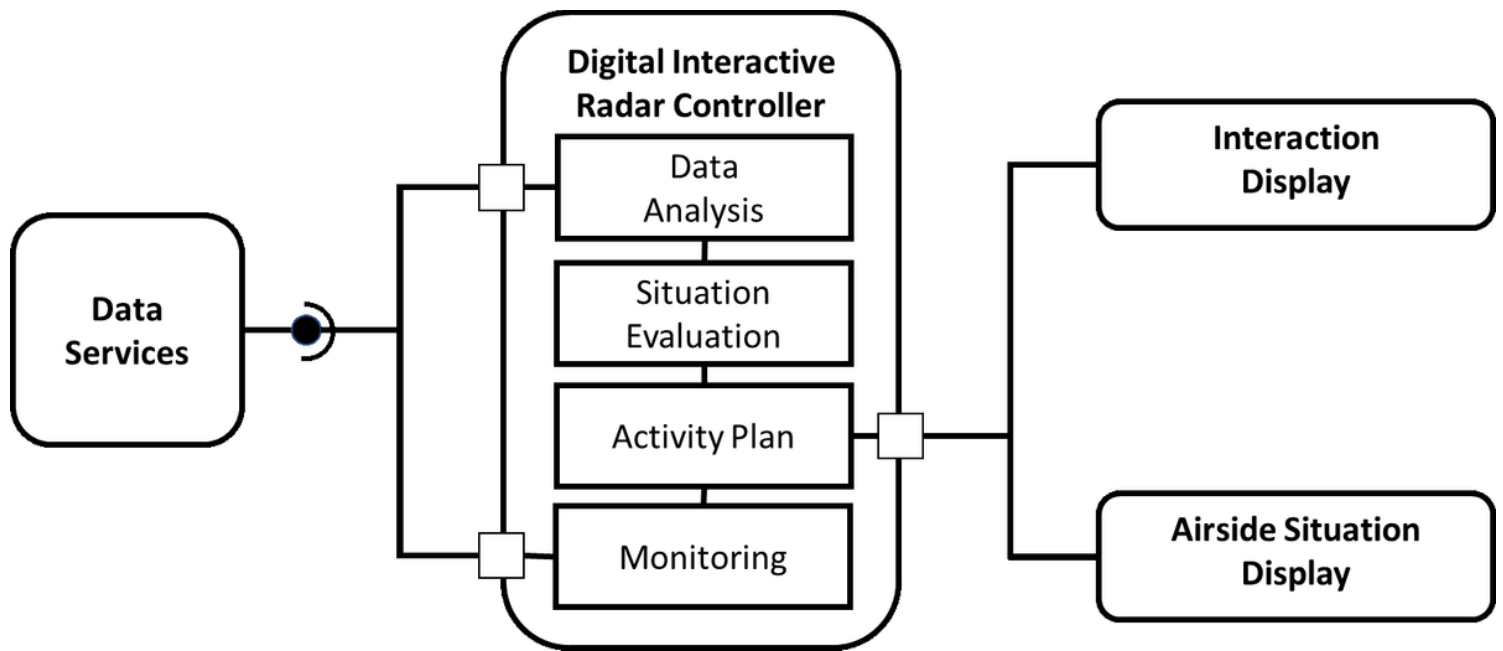 Data
Services
Digital Interactive
Radar Controller
Data
Analysis
Situation
Evaluation
Activity Plan
Monitoring
Interaction
Display
Airside Situation
Display